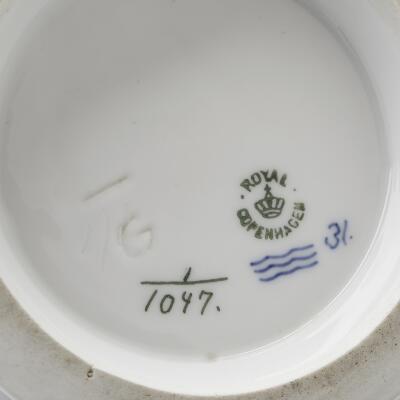 · ROYAL ·
COPENHAGEN
31.
1
1047.